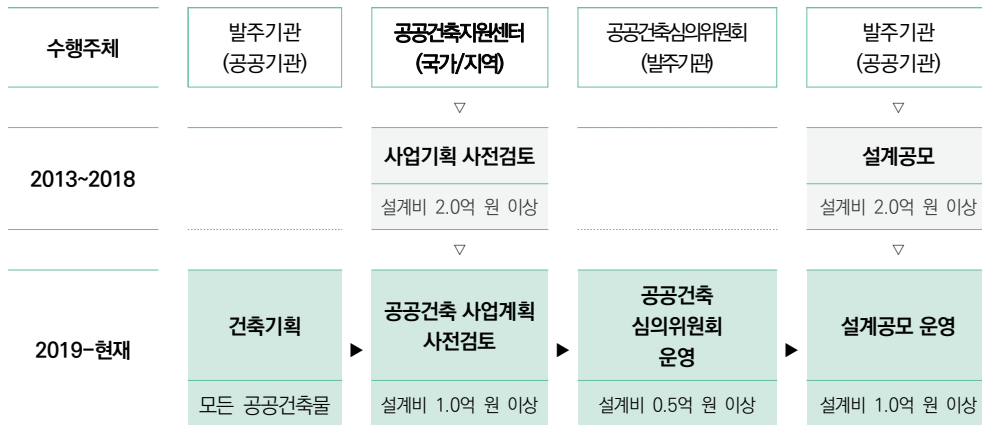 수행주체
발주기관
(공공기관)
공공건축지원센터
(국가/지역)
공공건축심의위원회
(발주기관)
발주기관
(공공기관)
▽
▽
2013~2018
사업기획 사전검토
설계비 2.0억 원 이상
설계공모
설계비 2.0억 원 이상
▽
▽
2019-현재
건축기획
모든 공공건축물
▶
공공건축 사업계획
사전검토
설계비 1.0억 원 이상
▶
공공건축
심의위원회
운영
설계비 0.5억 원 이상
▶
설계공모 운영
설계비 1.0억 원 이상